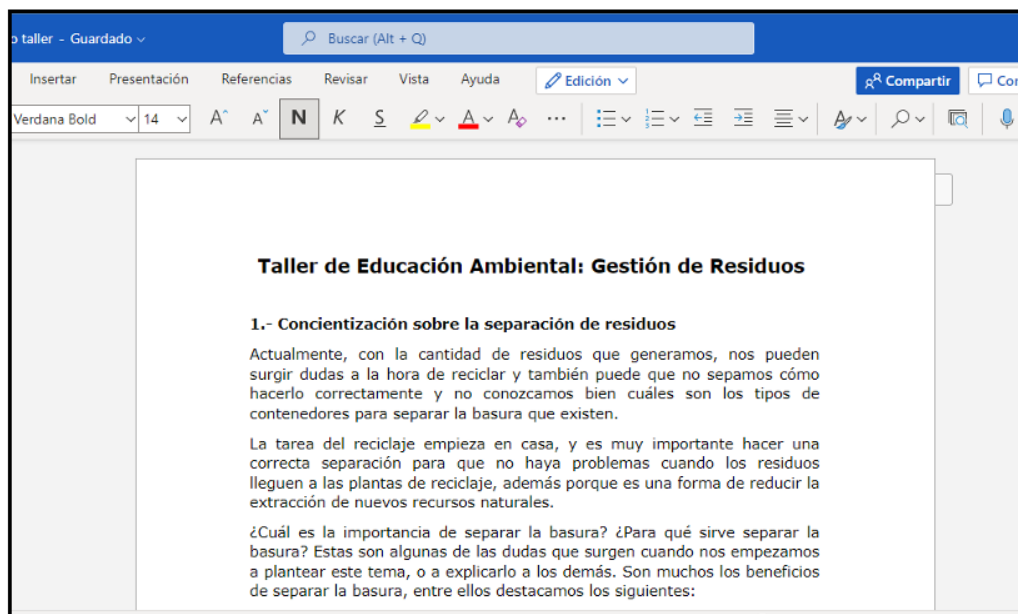 o taller - Guardado
Buscar (Alt + Q)
Insertar Presentación Referencias Revisar Vista Ayuda Edición Compartir
Verdana Bold 14 A A N K S A A
Taller de Educación Ambiental: Gestión de Residuos
1.- Concientización sobre la separación de residuos
Actualmente, con la cantidad de residuos que generamos, nos pueden
surgir dudas a la hora de reciclar y también puede que no sepamos cómo
hacerlo correctamente y no conozcamos bien cuáles son los tipos de
contenedores para separar la basura que existen.
La tarea del reciclaje empieza en casa, y es muy importante hacer una
correcta separación para que no haya problemas cuando los residuos
lleguen a las plantas de reciclaje, además porque es una forma de reducir la
extracción de nuevos recursos naturales.
¿Cuál es la importancia de separar la basura? ¿Para qué sirve separar la
basura? Estas son algunas de las dudas que surgen cuando nos empezamos
a plantear este tema, o a explicarlo a los demás. Son muchos los beneficios
de separar la basura, entre ellos destacamos los siguientes: